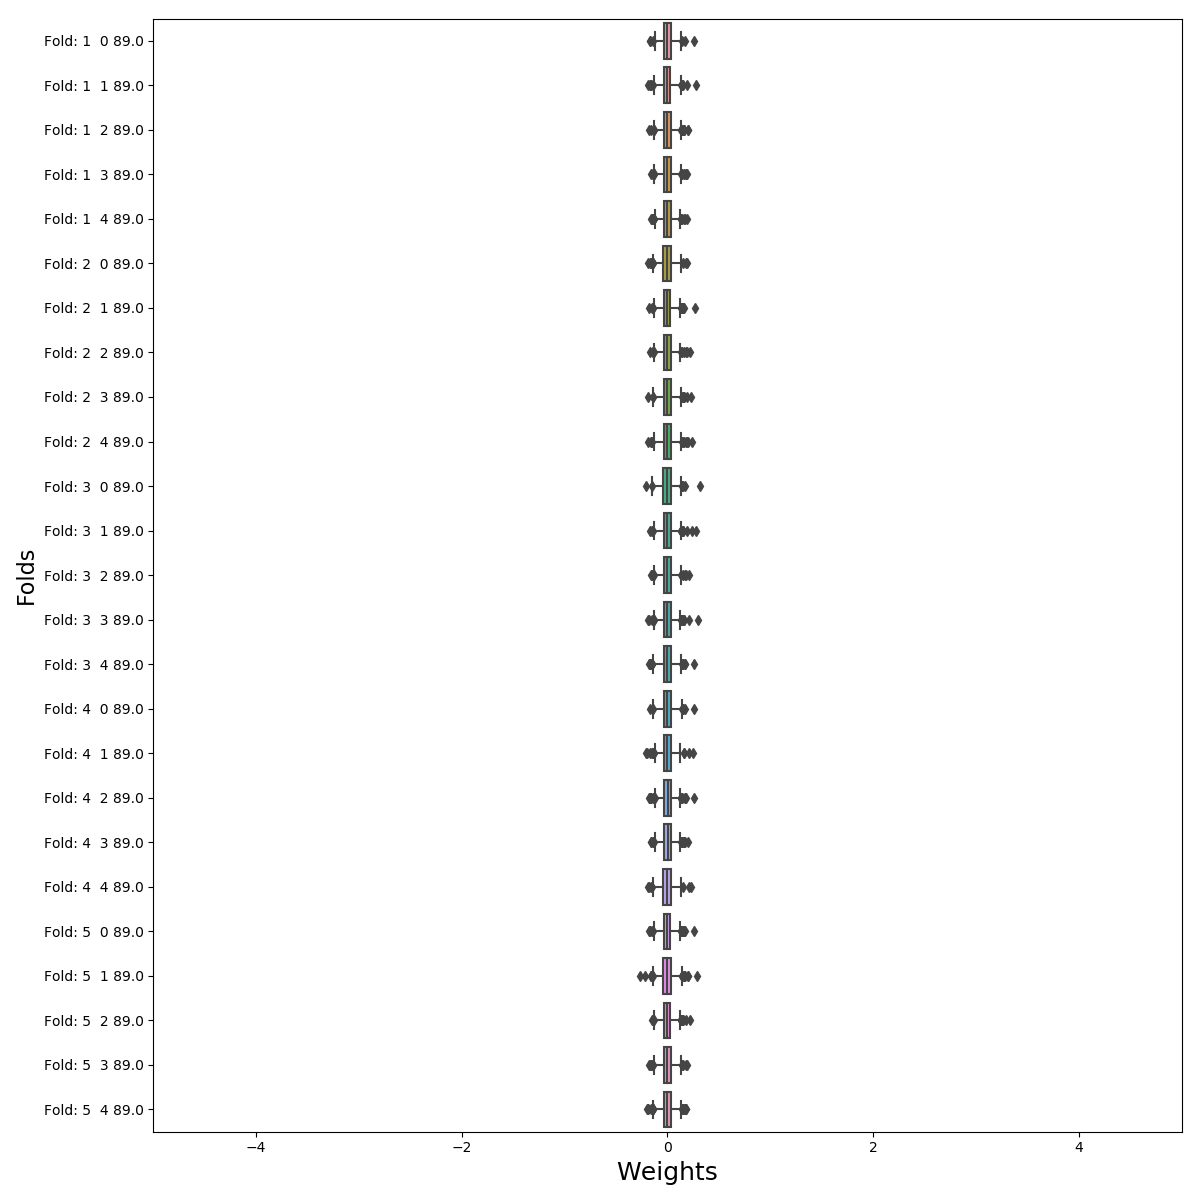 Fold: 1  0 89.0
Fold: 1  1 89.0
Fold: 1  2 89.0
Fold: 1  3 89.0
Fold: 1  4 89.0
Fold: 2  0 89.0
Fold: 2  1 89.0
Fold: 2  2 89.0
Fold: 2  3 89.0
Fold: 2  4 89.0
Fold: 3  0 89.0
Fold: 3  1 89.0
Fold: 3  2 89.0
Fold: 3  3 89.0
Fold: 3  4 89.0
Fold: 4  0 89.0
Fold: 4  1 89.0
Fold: 4  2 89.0
Fold: 4  3 89.0
Fold: 4  4 89.0
Fold: 5  0 89.0
Fold: 5  1 89.0
Fold: 5  2 89.0
Fold: 5  3 89.0
Fold: 5  4 89.0
Folds
−4 −2 0 2 4
Weights